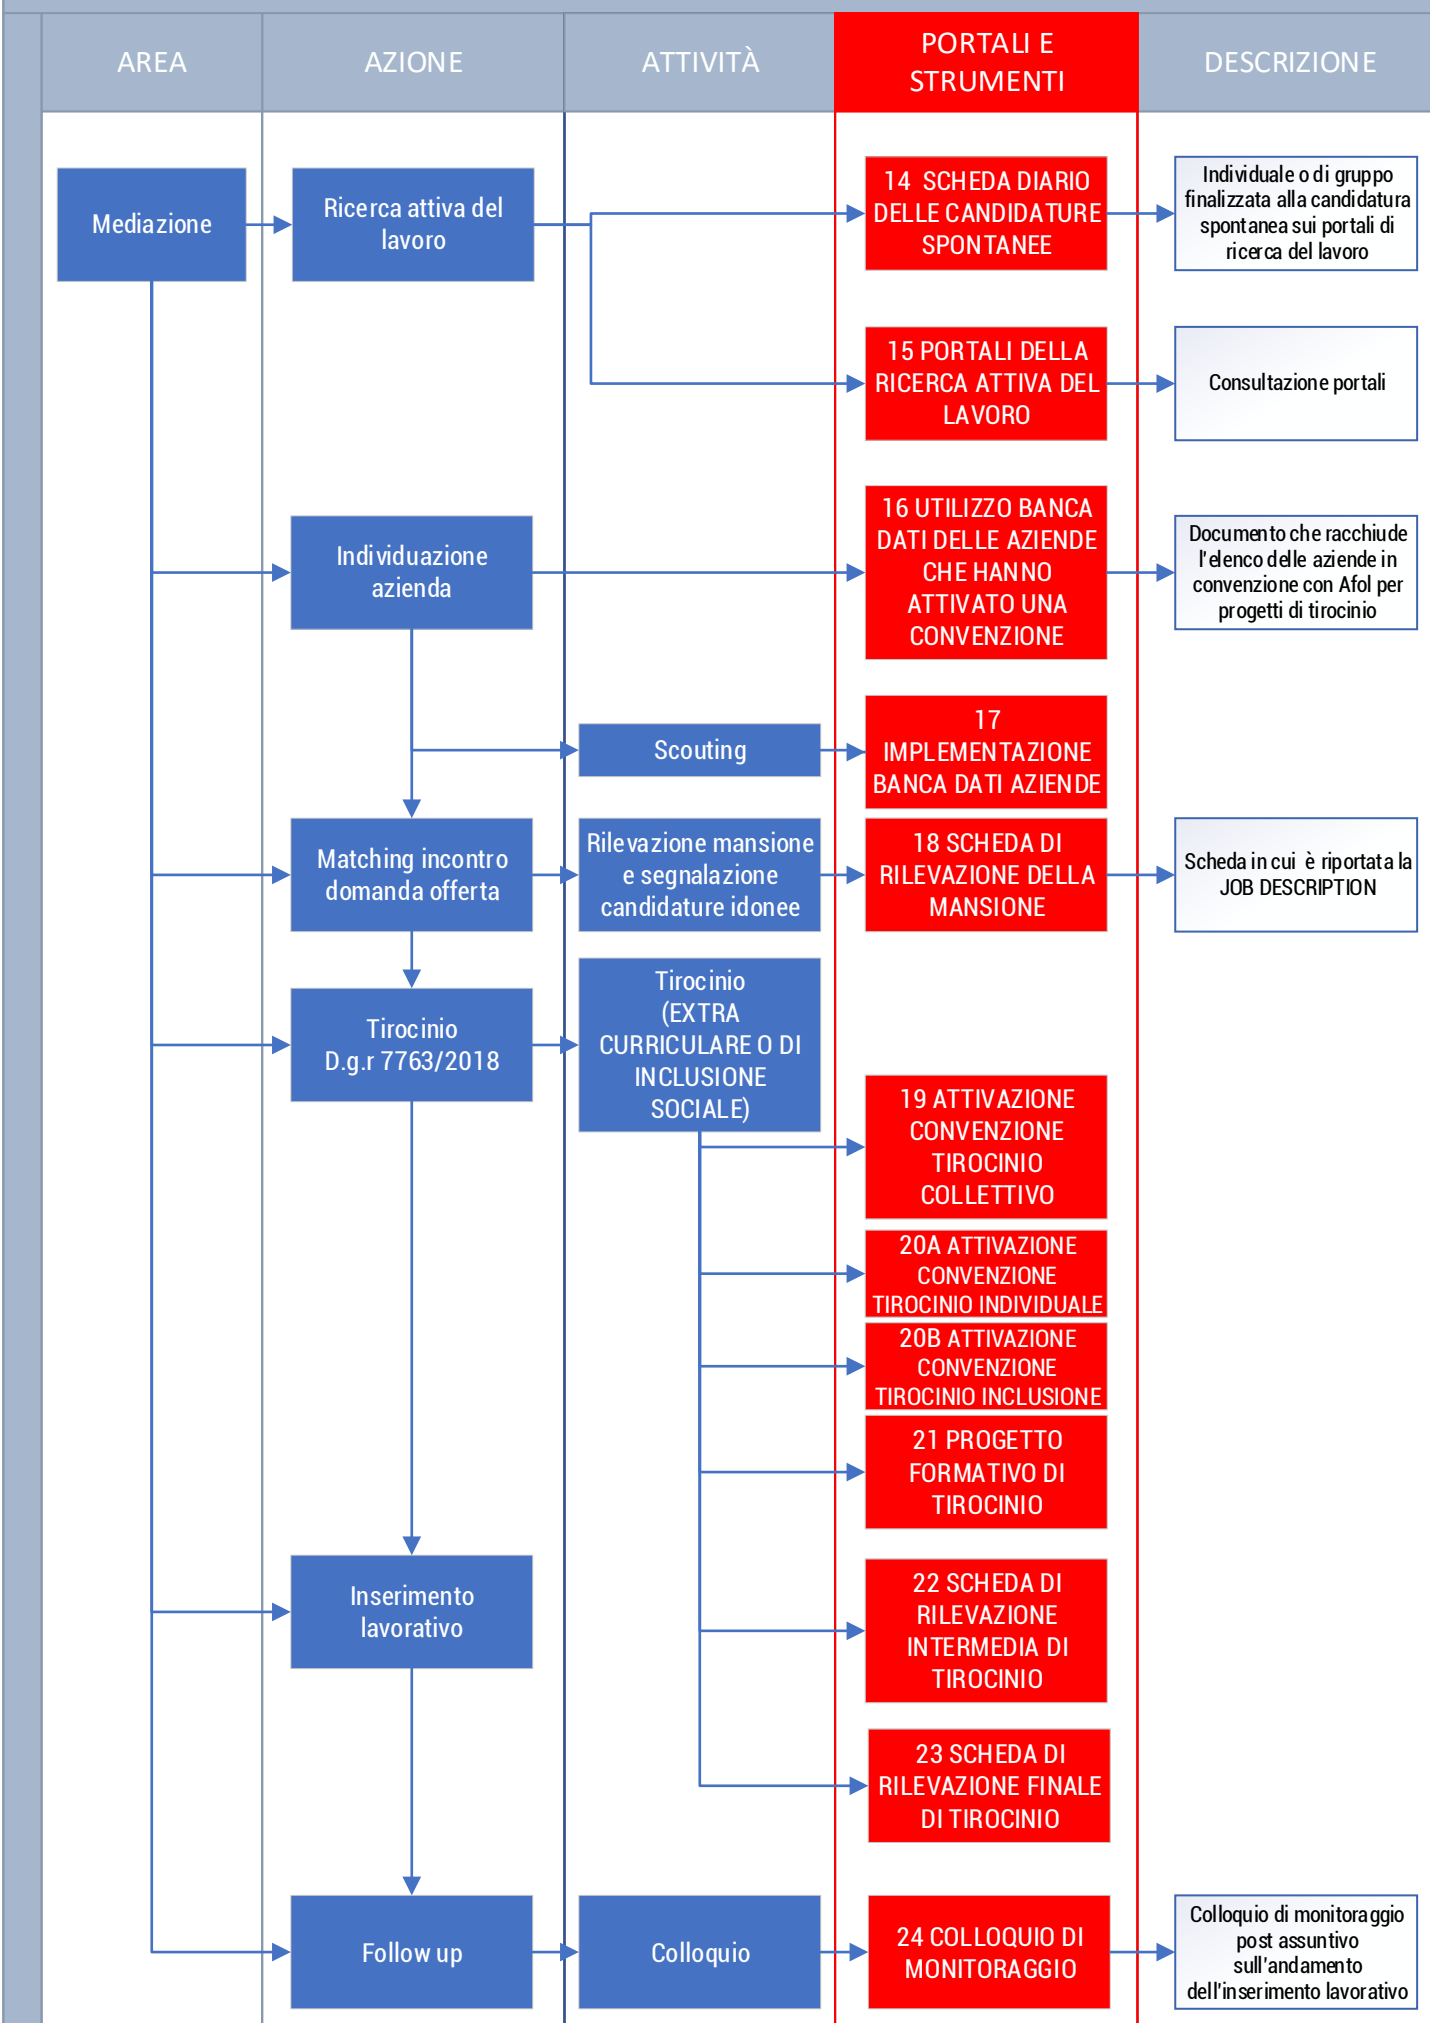 AREA
AZIONE
ATTIVITÀ
PORTALI E
STRUMENTI
DESCRIZIONE
Mediazione
Ricerca attiva del
lavoro
14 SCHEDA DIARIO
DELLE CANDIDATURE
SPONTANEE
Individuale o di gruppo
finalizzata alla candidatura
spontanea sui portali di
ricerca del lavoro
15 PORTALI DELLA
RICERCA ATTIVA DEL
LAVORO
Consultazione portali
Individuazione
azienda
16 UTILIZZO BANCA
DATI DELLE AZIENDE
CHE HANNO
ATTIVATO UNA
CONVENZIONE
Documento che racchiude
l'elenco delle aziende in
convenzione con Afol per
progetti di tirocinio
Scouting
17
IMPLEMENTAZIONE
BANCA DATI AZIENDE
Matching incontro
domanda offerta
Rilevazione mansione
e segnalazione
candidature idonee
18 SCHEDA DI
RILEVAZIONE DELLA
MANSIONE
Scheda in cui è riportata la
JOB DESCRIPTION
Tirocinio
D.g.r 7763/2018
Tirocinio
(EXTRA
CURRICULARE O DI
INCLUSIONE
SOCIALE)
19 ATTIVAZIONE
CONVENZIONE
TIROCINIO
COLLETTIVO
20A ATTIVAZIONE
CONVENZIONE
TIROCINIO INDIVIDUALE
20B ATTIVAZIONE
CONVENZIONE
TIROCINIO INCLUSIONE
21 PROGETTO
FORMATIVO DI
TIROCINIO
Inserimento
lavorativo
22 SCHEDA DI
RILEVAZIONE
INTERMEDIA DI
TIROCINIO
23 SCHEDA DI
RILEVAZIONE FINALE
DI TIROCINIO
Follow up
Colloquio
24 COLLOQUIO DI
MONITORAGGIO
Colloquio di monitoraggio
post assuntivo
sull'andamento
dell'inserimento lavorativo